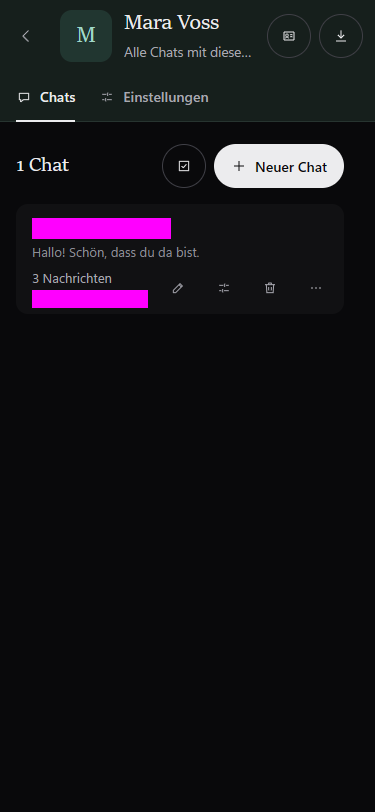 M
Mara Voss
Alle Chats mit diese...
Chats
Einstellungen
1 Chat
Neuer Chat
Hallo! Schön, dass du da bist.
3 Nachrichten